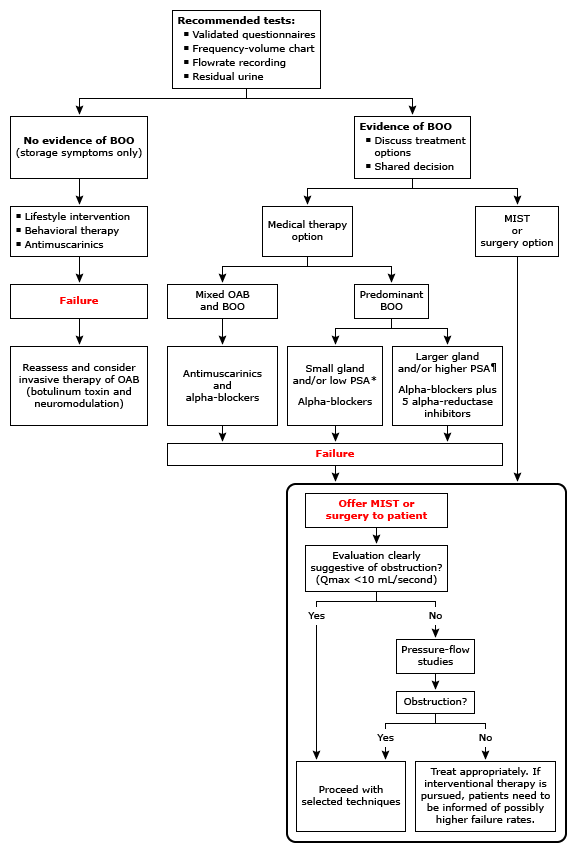 Recommended tests:
▪ Validated questionnaires
▪ Frequency-volume chart
▪ Flowrate recording
▪ Residual urine
No evidence of BOO
(storage symptoms only)
Evidence of BOO
▪ Discuss treatment
options
▪ Shared decision
▪ Lifestyle intervention
▪ Behavioral therapy
▪ Antimuscarinics
Medical therapy
option
MIST
or
surgery option
Failure
Mixed OAB
and BOO
Predominant
BOO
Reassess and consider
invasive therapy of OAB
(botulinum toxin and
neuromodulation)
Antimuscarinics
and
alpha-blockers
Small gland
and/or low PSA*
Alpha-blockers
Larger gland
and/or higher PSA¶
Alpha-blockers plus
5 alpha-reductase
inhibitors
Failure
Offer MIST or
surgery to patient
Evaluation clearly
suggestive of obstruction?
(Qmax <10 mL/second)
Yes
No
Pressure-flow
studies
Obstruction?
Yes
No
Proceed with
selected techniques
Treat appropriately. If
interventional therapy is
pursued, patients need to
be informed of possibly
higher failure rates.